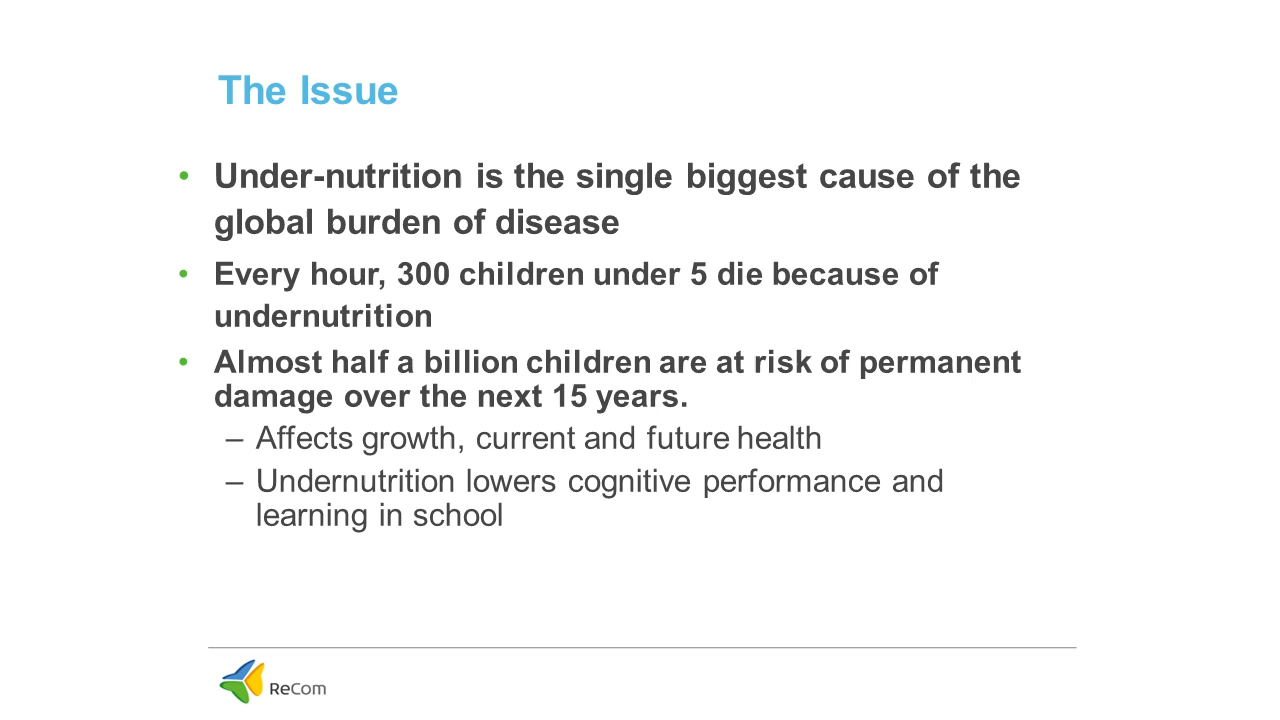 The Issue
• Under-nutrition is the single biggest cause of the
global burden of disease
• Every hour, 300 children under 5 die because of
undernutrition
• Almost half a billion children are at risk of permanent
damage over the next 15 years.
– Affects growth, current and future health
– Undernutrition lowers cognitive performance and
learning in school
ReCom